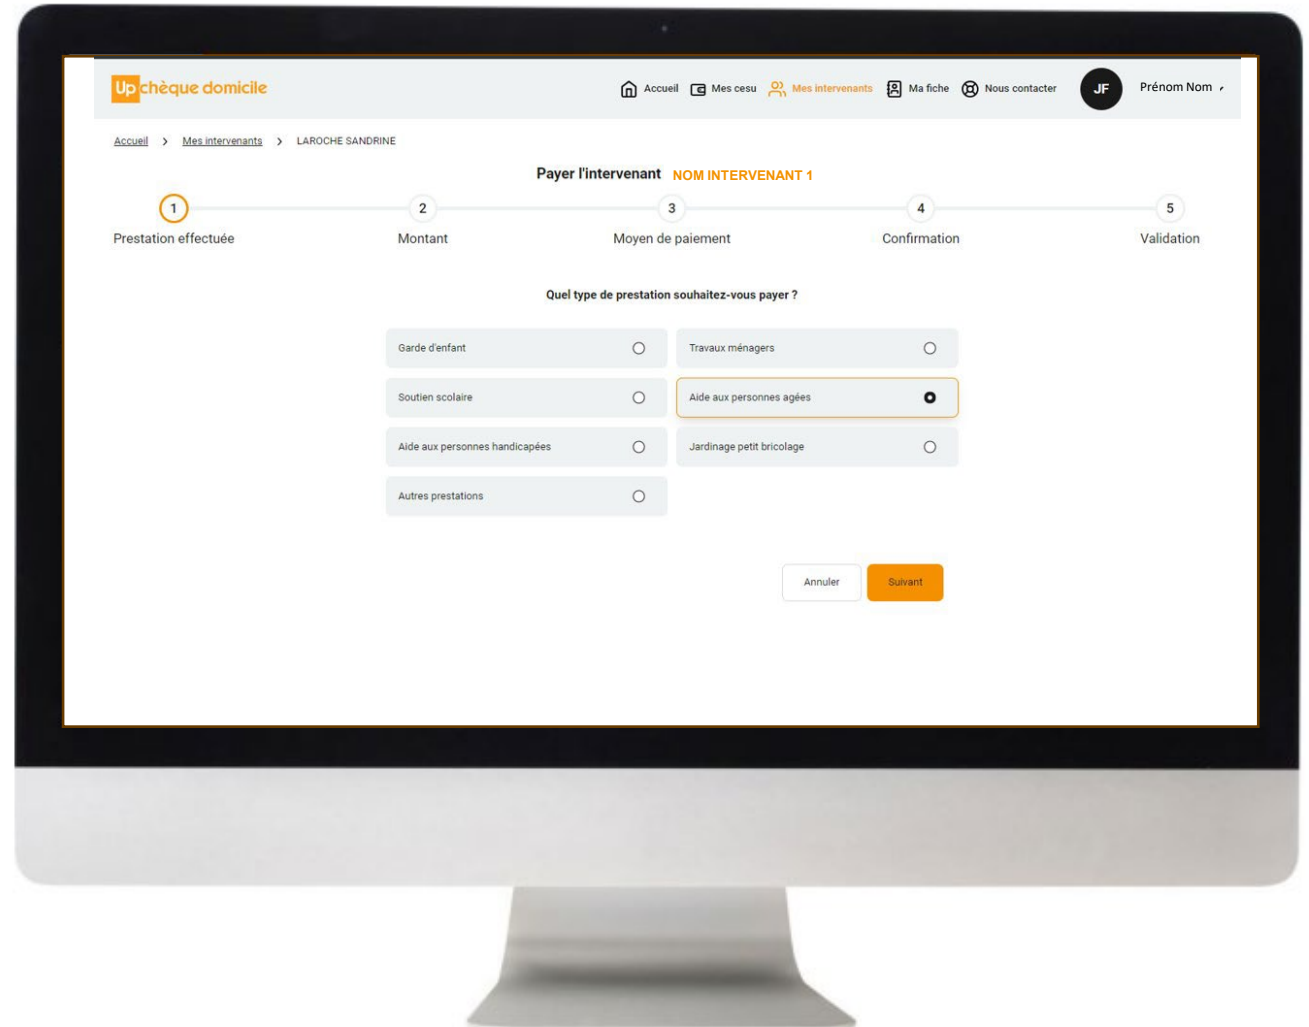 Up chèque domicile
Accueil Mes cesu Mes intervenants Ma fiche Nous contacter JF Prénom Nom
Accueil > Mes intervenants > LAROCHE SANDRINE
Payer l'intervenant NOM INTERVENANT 1
1 2 3 4 5
Prestation effectuée Montant Moyen de paiement Confirmation Validation
Quel type de prestation souhaitez-vous payer ?
Garde d'enfant Travaux ménagers
Soutien scolaire Aide aux personnes agées
Aide aux personnes handicapées Jardinage petit bricolage
Autres prestations
Annuler Suivant